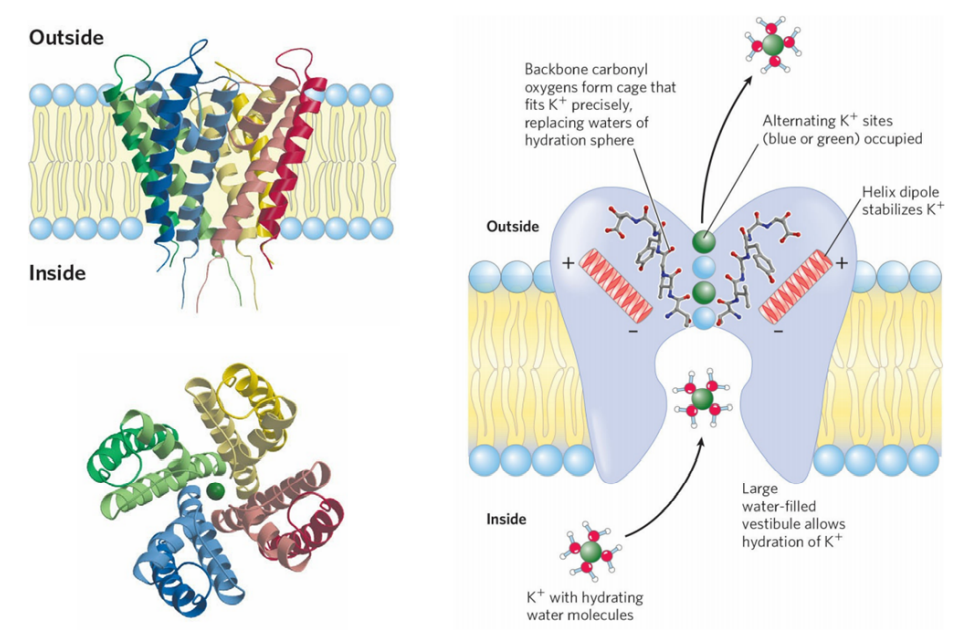 Outside
Inside
Backbone carbonyl
oxygens form cage that
fits K⁺ precisely,
replacing waters of
hydration sphere
Alternating K⁺ sites
(blue or green) occupied
Helix dipole
stabilizes K⁺
Outside
+
+
−
−
Large
water-filled
vestibule allows
hydration of K⁺
Inside
K⁺ with hydrating
water molecules